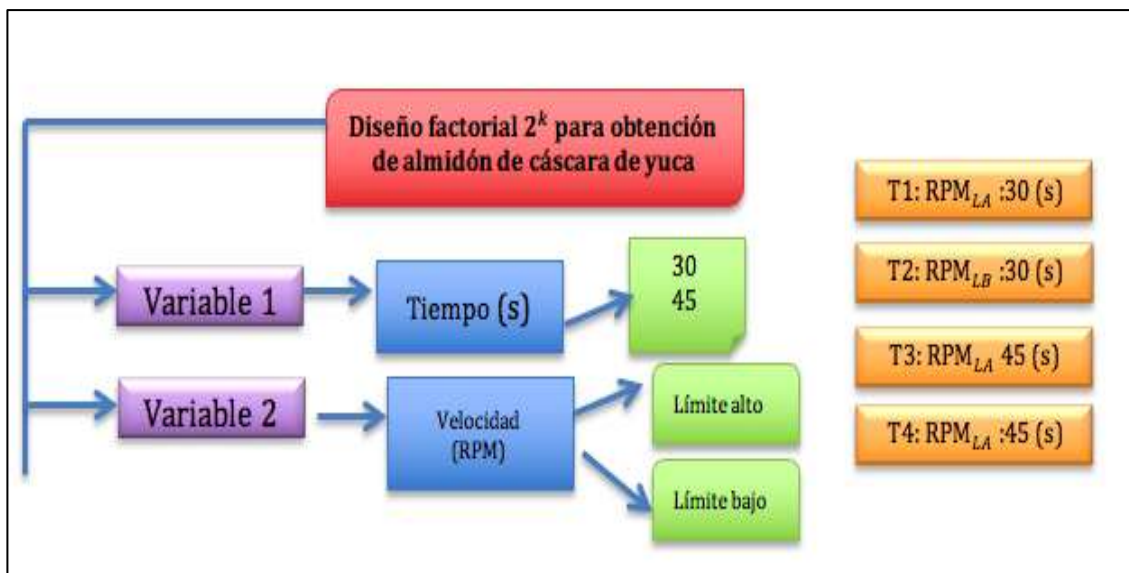 Diseño factorial 2^k para obtención
de almidón de cáscara de yuca
Variable 1
Tiempo (s)
30
45
Variable 2
Velocidad
(RPM)
Límite alto
Límite bajo
T1: RPM_LA :30 (s)
T2: RPM_LB :30 (s)
T3: RPM_LA 45 (s)
T4: RPM_LA :45 (s)